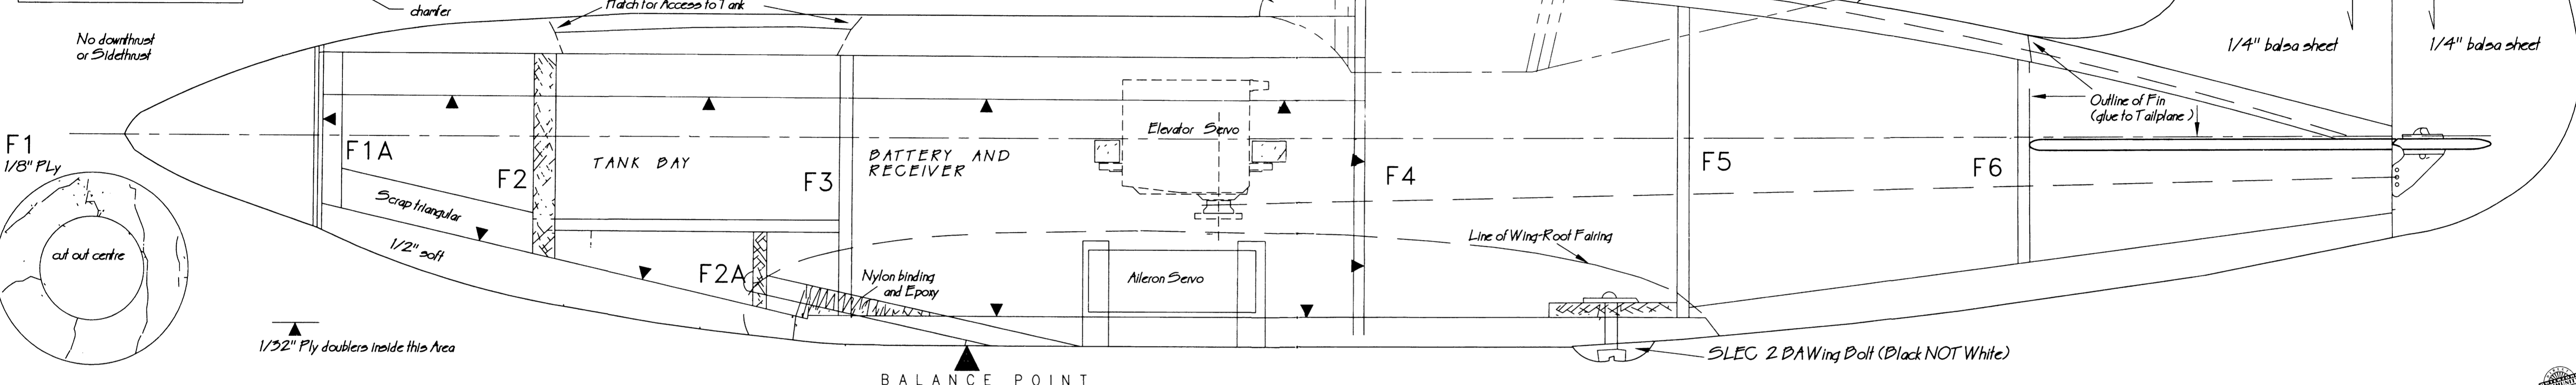 chamfer
Hatch for Access to Tank
No downthrust
or Sidethrust
1/4" balsa sheet
1/4" balsa sheet
F1
1/8" PLy
cut out centre
F1A
Scrap triangular
1/2" soft
F2
TANK BAY
F2A
F3
BATTERY AND
RECEIVER
Nylon binding
and Epoxy
Elevator Servo
Aileron Servo
F4
Line of Wing-Root Fairing
F5
F6
Outline of Fin
(glue to Tailplane)
1/32" Ply doublers inside this Area
BALANCE POINT
SLEC 2 BA Wing Bolt (Black NOT White)